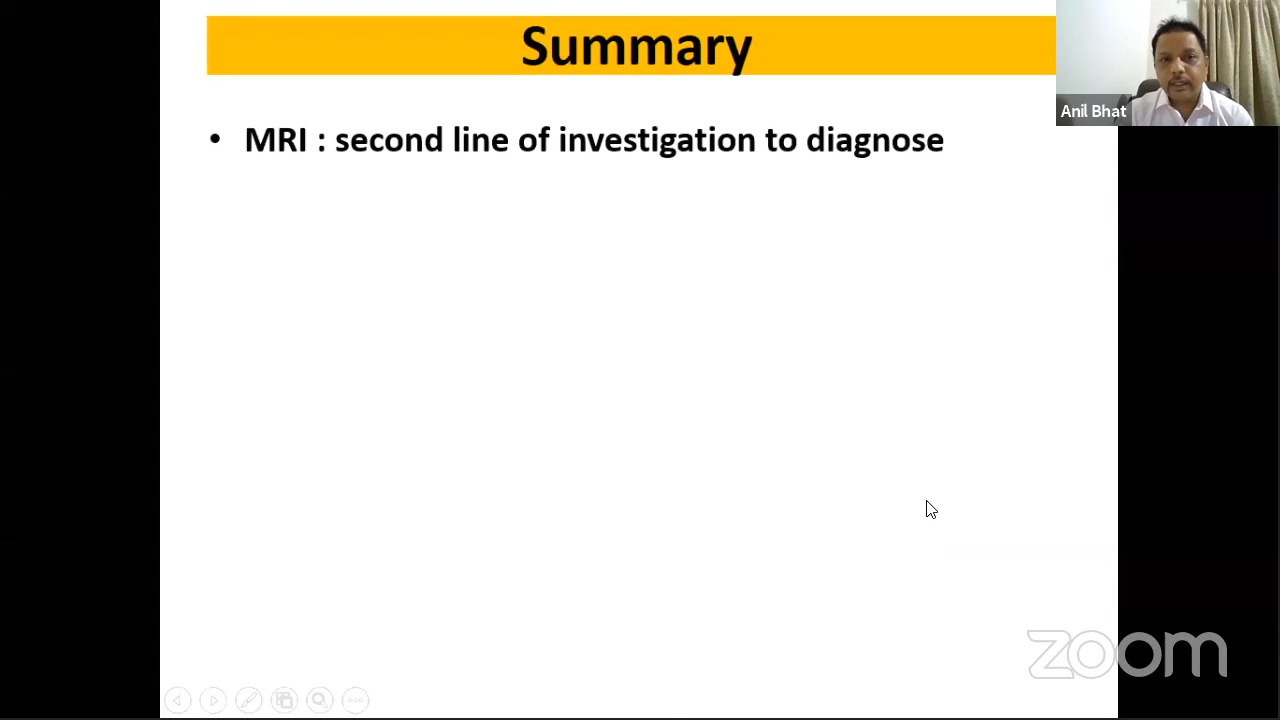 Summary
Anil Bhat
• MRI : second line of investigation to diagnose
zoom